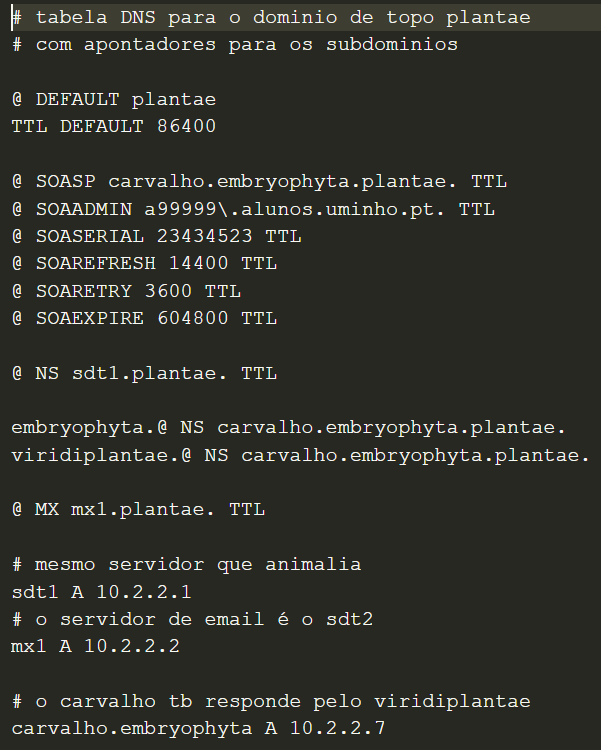 # tabela DNS para o dominio de topo plantae
# com apontadores para os subdominios
@ DEFAULT plantae
TTL DEFAULT 86400
@ SOASP carvalho.embryophyta.plantae. TTL
@ SOAADMIN a99999\.alunos.uminho.pt. TTL
@ SOASERIAL 23434523 TTL
@ SOAREFRESH 14400 TTL
@ SOARETRY 3600 TTL
@ SOAEXPIRE 604800 TTL
@ NS sdt1.plantae. TTL
embryophyta.@ NS carvalho.embryophyta.plantae.
viridiplantae.@ NS carvalho.embryophyta.plantae.
@ MX mx1.plantae. TTL
# mesmo servidor que animalia
sdt1 A 10.2.2.1
# o servidor de email é o sdt2
mx1 A 10.2.2.2
# o carvalho tb responde pelo viridiplantae
carvalho.embryophyta A 10.2.2.7